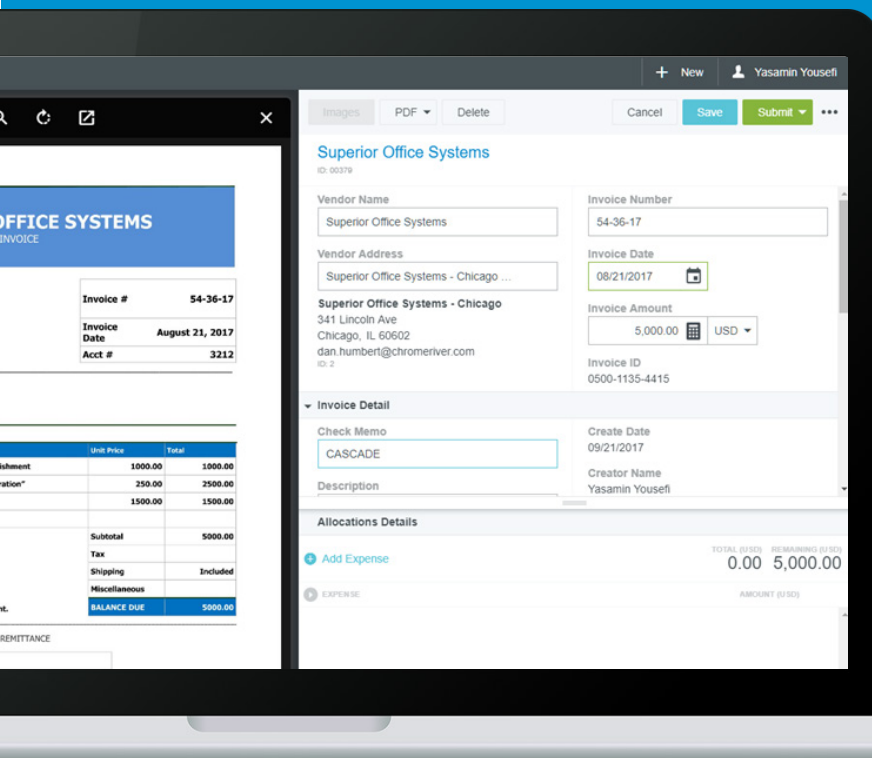 + New Yasamin Yousefi
Images PDF Delete Cancel Save Submit
Superior Office Systems
ID: 00379
Vendor Name
Superior Office Systems
Vendor Address
Superior Office Systems - Chicago ...
Superior Office Systems - Chicago
341 Lincoln Ave
Chicago, IL 60602
dan.humbert@chromeriver.com
ID: 2
Invoice Number
54-36-17
Invoice Date
08/21/2017
Invoice Amount
5,000.00 USD
Invoice ID
0500-1135-4415
Invoice Detail
Check Memo
CASCADE
Description
Create Date
09/21/2017
Creator Name
Yasamin Yousefi
Allocations Details
Add Expense
TOTAL (USD) REMAINING (USD)
0.00 5,000.00
EXPENSE AMOUNT (USD)
OFFICE SYSTEMS
INVOICE
Invoice # 54-36-17
Invoice
Date August 21, 2017
Acct # 3212
Unit Price Total
ishment 1000.00 1000.00
ration" 250.00 2500.00
1500.00 1500.00
Subtotal 5000.00
Tax
Shipping Included
Miscellaneous
nt. BALANCE DUE 5000.00
REMITTANCE